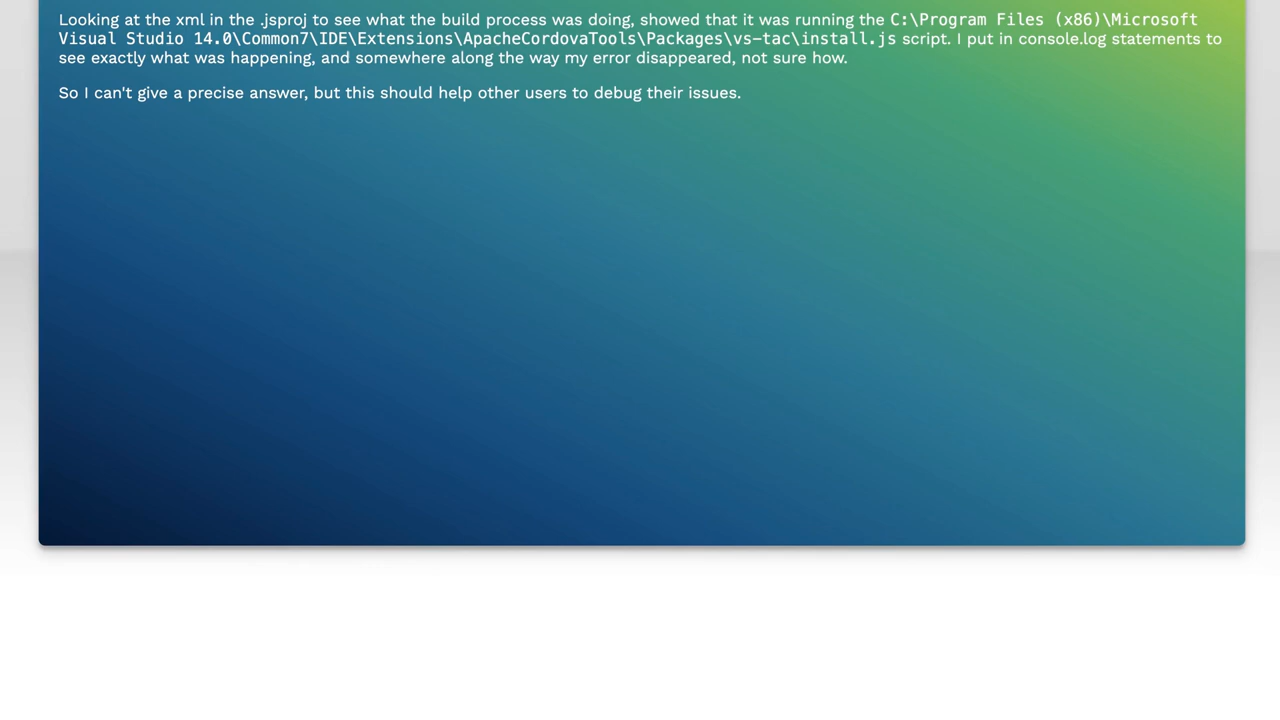 Looking at the xml in the .jsproj to see what the build process was doing, showed that it was running the C:\Program Files (x86)\Microsoft
Visual Studio 14.0\Common7\IDE\Extensions\ApacheCordovaTools\Packages\vs-tac\install.js script. I put in console.log statements to
see exactly what was happening, and somewhere along the way my error disappeared, not sure how.
So I can't give a precise answer, but this should help other users to debug their issues.